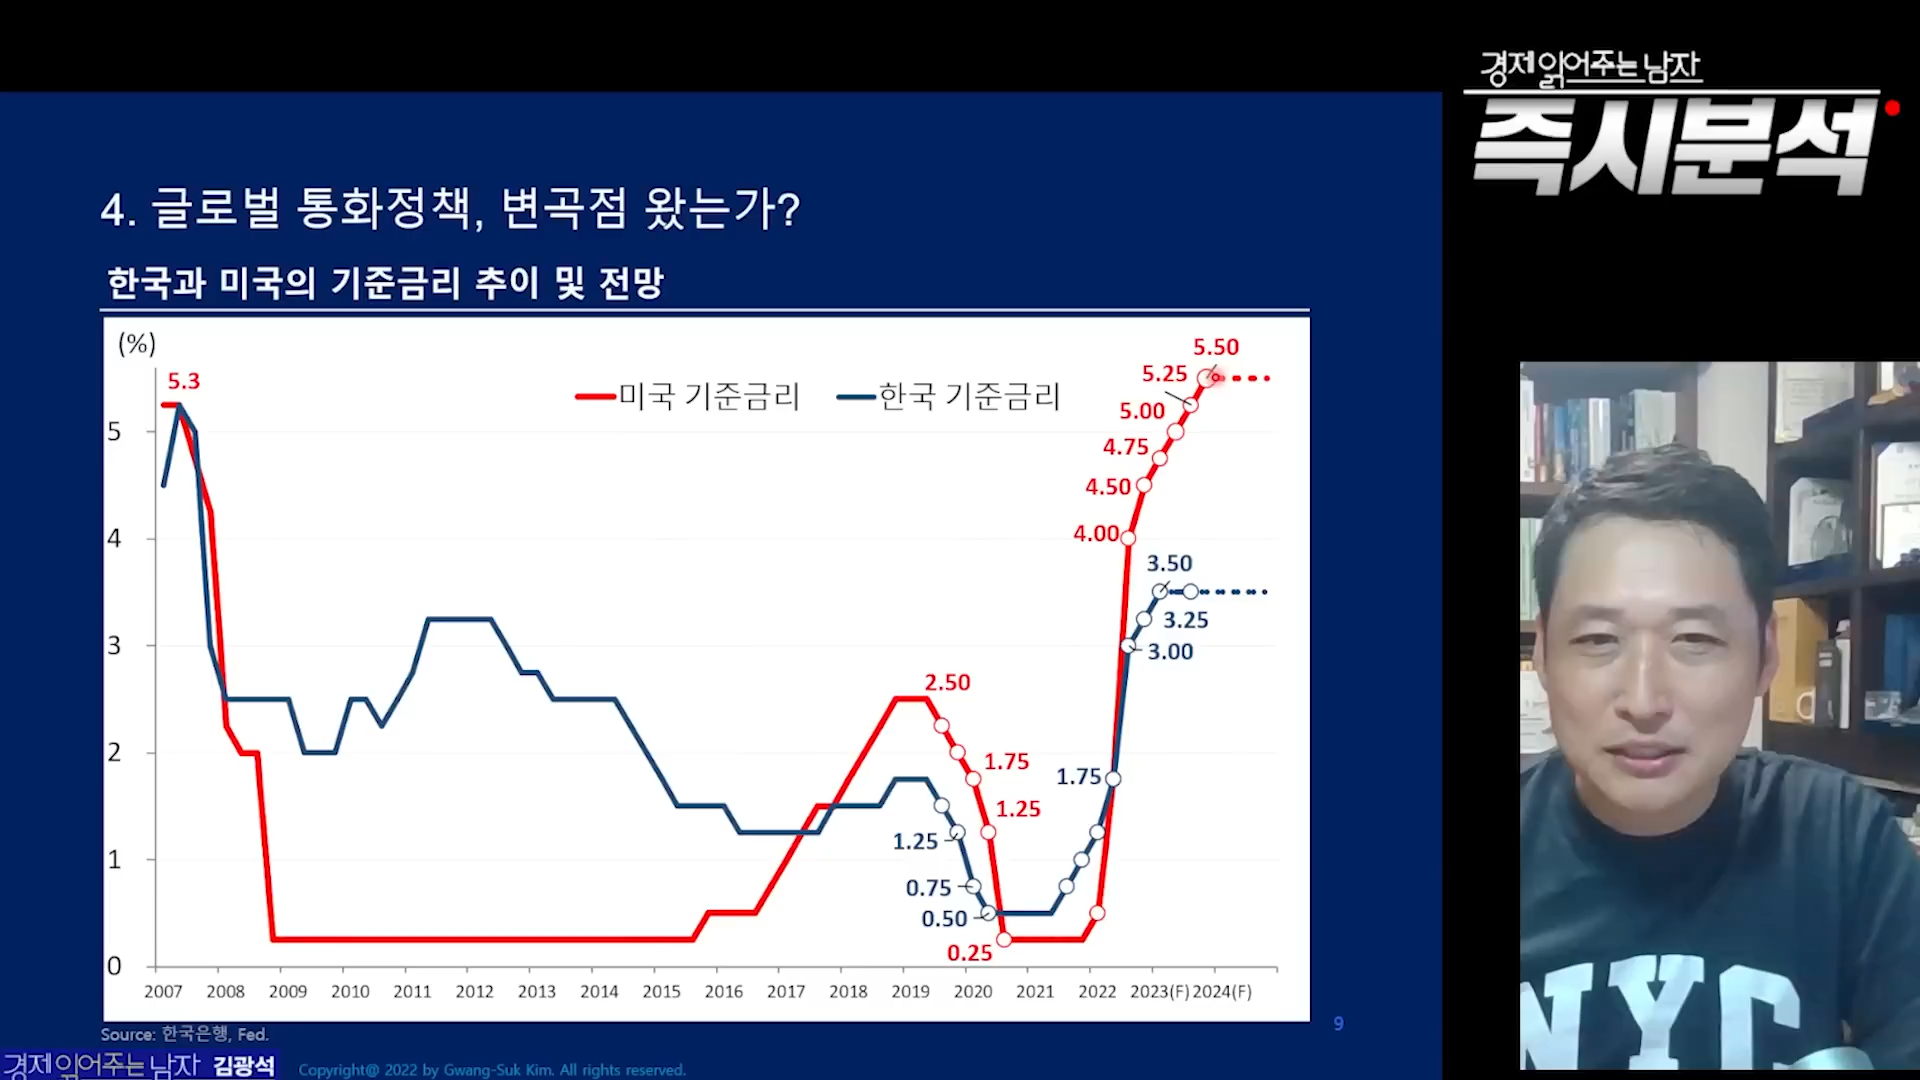 경제읽어주는남자
즉시분석
4. 글로벌 통화정책, 변곡점 왔는가?
한국과 미국의 기준금리 추이 및 전망
(%)
미국 기준금리
한국 기준금리
5.3
5.50
5.25
5.00
4.75
4.50
4.00
3.50
3.25
3.00
2.50
1.75
1.25
1.75
1.25
0.75
0.50
0.25
5
4
3
2
1
0
2007 2008 2009 2010 2011 2012 2013 2014 2015 2016 2017 2018 2019 2020 2021 2022 2023(F) 2024(F)
Source: 한국은행, Fed.
9
경제읽어주는남자 김광석
Copyright@ 2022 by Gwang-Suk Kim. All rights reserved.
NYC